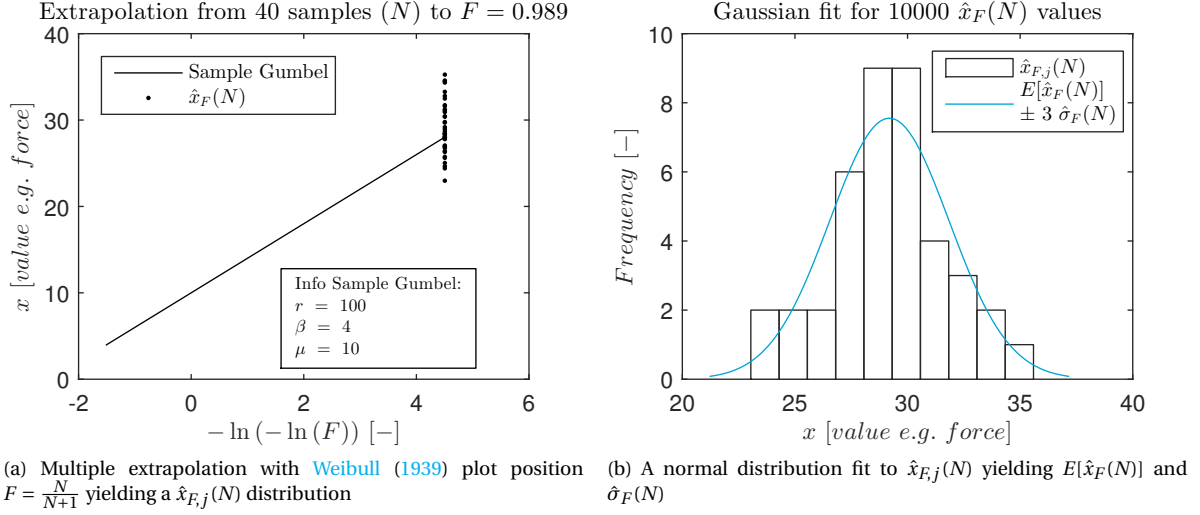 Extrapolation from 40 samples (N) to F = 0.989
40
30
20
10
0
-2
0
2
4
6
x [value e.g. force]
− ln (− ln (F)) [−]
Sample Gumbel
x̂_F(N)
Info Sample Gumbel:
r = 100
β = 4
μ = 10
(a) Multiple extrapolation with Weibull (1939) plot position
F = N/(N+1) yielding a x̂_{F,j}(N) distribution
Gaussian fit for 10000 x̂_F(N) values
10
8
6
4
2
0
20
25
30
35
40
Frequency [−]
x [value e.g. force]
x̂_{F,j}(N)
E[x̂_F(N)]
± 3 σ̂_F(N)
(b) A normal distribution fit to x̂_{F,j}(N) yielding E[x̂_F(N)] and
σ̂_F(N)